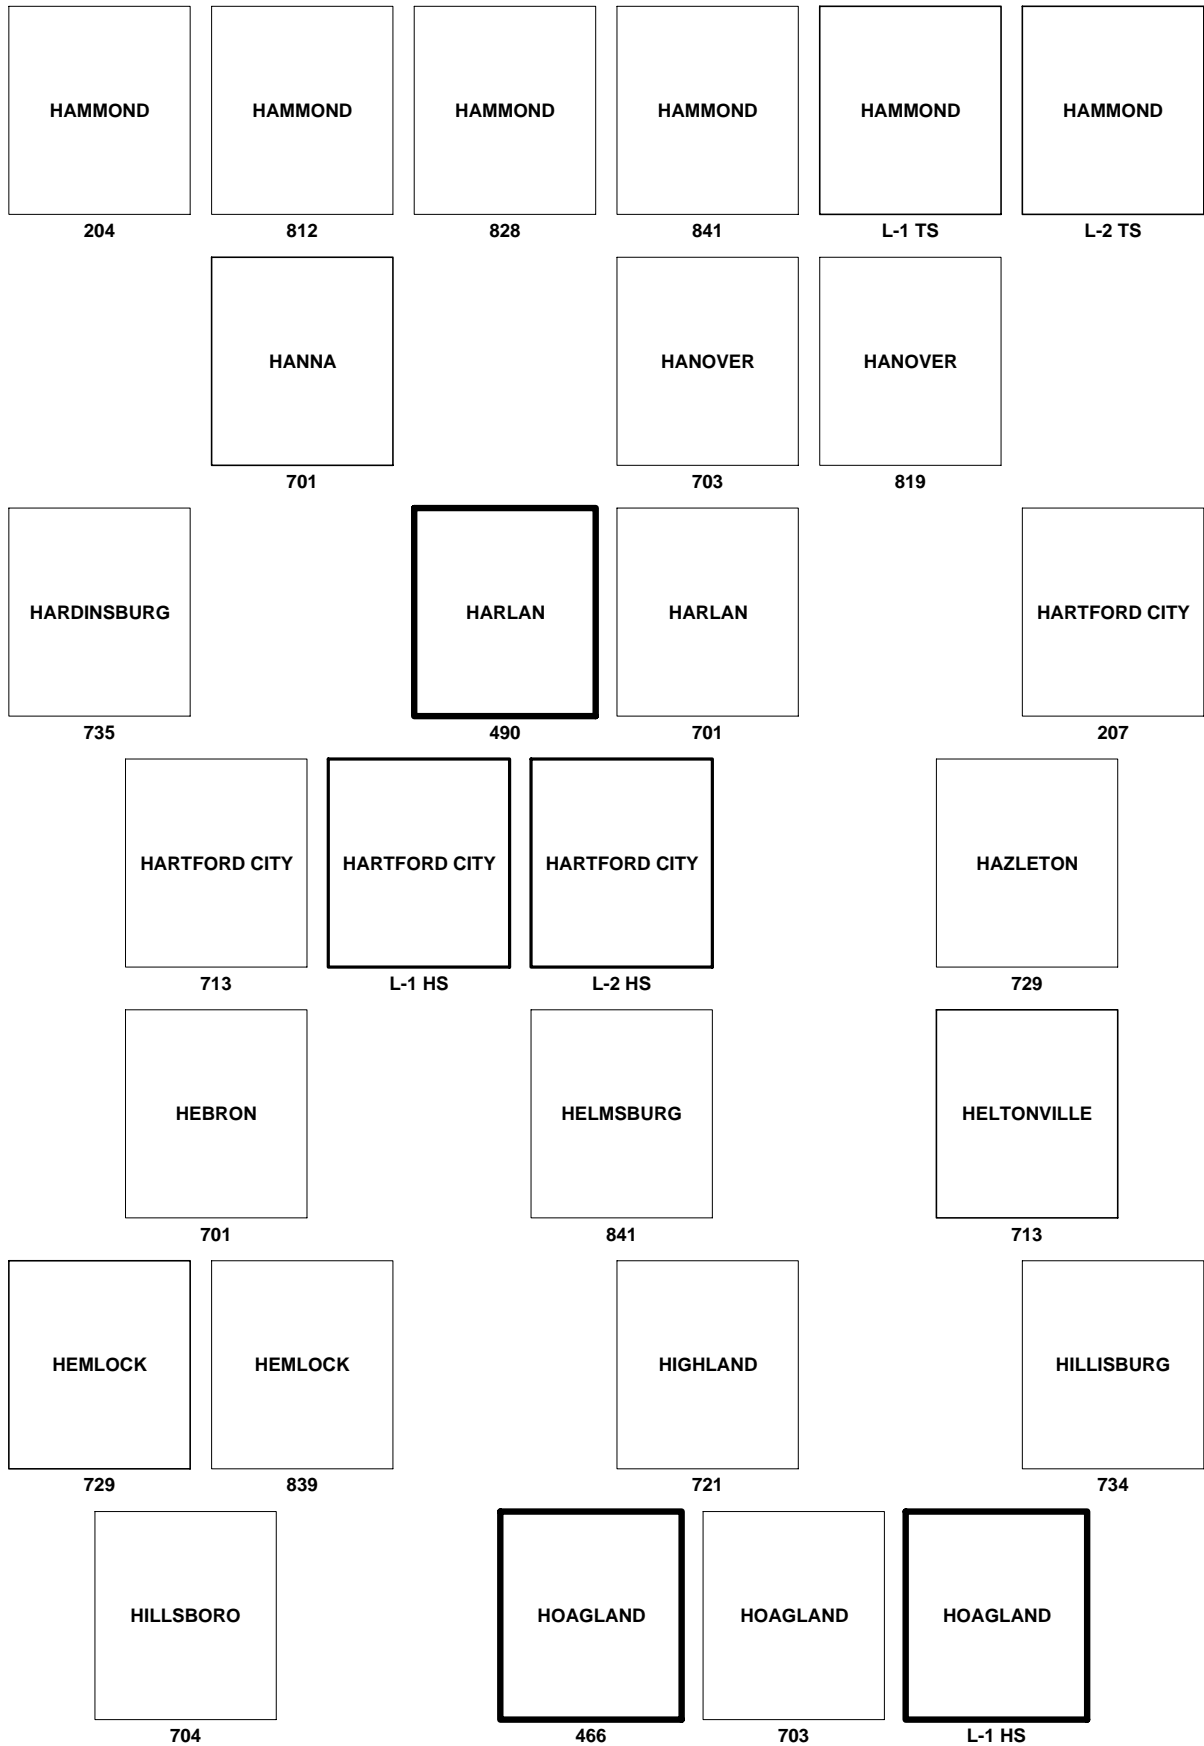 HAMMOND HAMMOND HAMMOND HAMMOND HAMMOND HAMMOND
204 812 828 841 L-1 TS L-2 TS
HANNA HANOVER HANOVER
701 703 819
HARDINSBURG HARLAN HARLAN HARTFORD CITY
735 490 701 207
HARTFORD CITY HARTFORD CITY HARTFORD CITY HAZLETON
713 L-1 HS L-2 HS 729
HEBRON HELMSBURG HELTONVILLE
701 841 713
HEMLOCK HEMLOCK HIGHLAND HILLISBURG
729 839 721 734
HILLSBORO HOAGLAND HOAGLAND HOAGLAND
704 466 703 L-1 HS